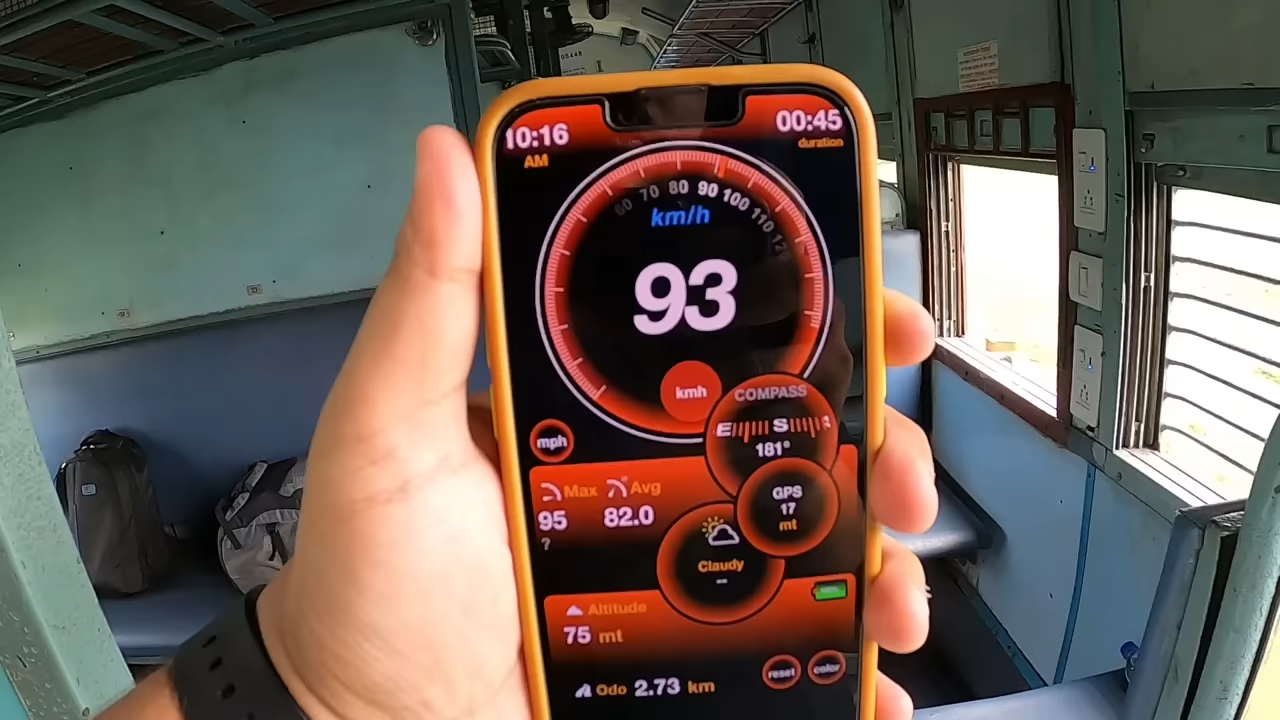 10:16
AM
00:45
duration
60 70 80 90 100 110 12
km/h
93
kmh
mph
COMPASS
E S
181°
Max Avg
95 82.0
?
GPS
17
mt
Claudy
--
Altitude
75 mt
Odo 2.73 km
reset color